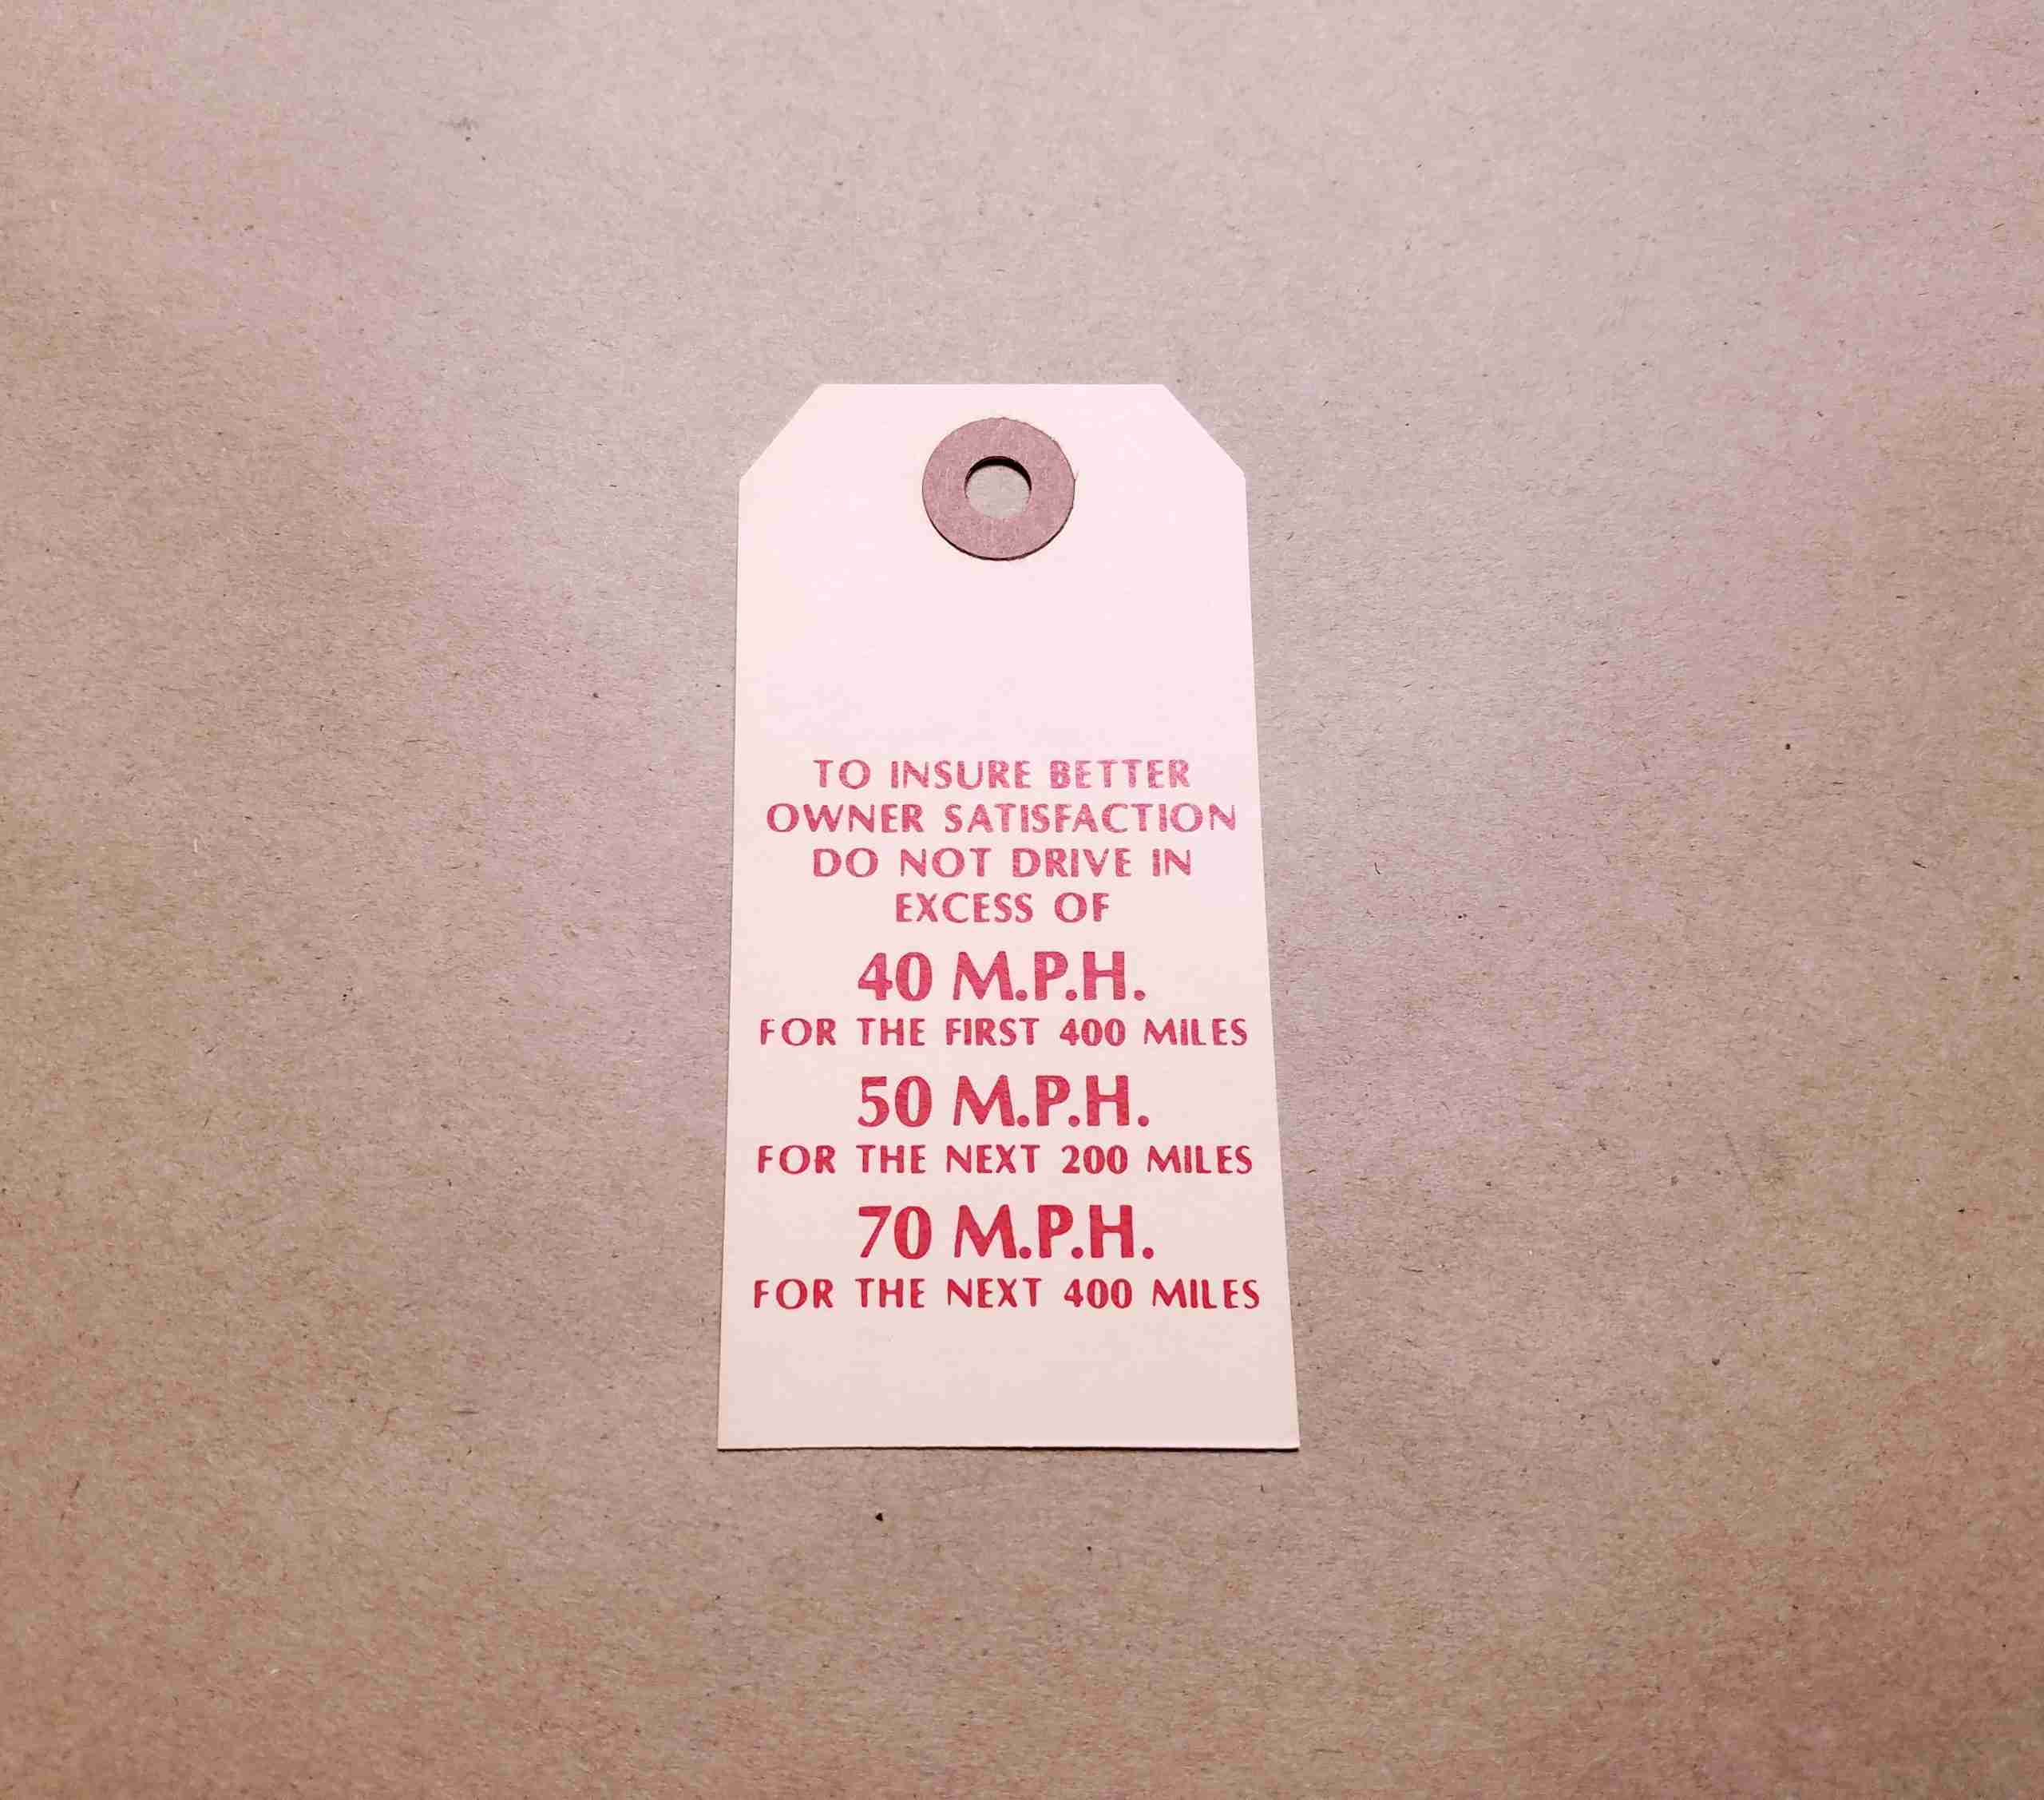 TO INSURE BETTER
OWNER SATISFACTION
DO NOT DRIVE IN
EXCESS OF
40 M.P.H.
FOR THE FIRST 400 MILES
50 M.P.H.
FOR THE NEXT 200 MILES
70 M.P.H.
FOR THE NEXT 400 MILES